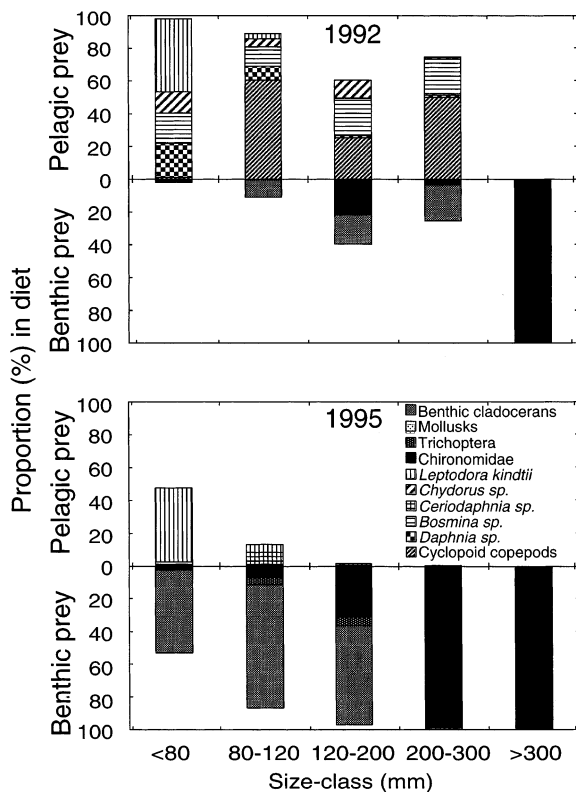 Proportion (%) in diet
Pelagic prey
Benthic prey
1992
100
80
60
40
20
0
20
40
60
80
100
Pelagic prey
Benthic prey
1995
100
80
60
40
20
0
20
40
60
80
100
Benthic cladocerans
Mollusks
Trichoptera
Chironomidae
Leptodora kindtii
Chydorus sp.
Ceriodaphnia sp.
Bosmina sp.
Daphnia sp.
Cyclopoid copepods
<80 80-120 120-200 200-300 >300
Size-class (mm)